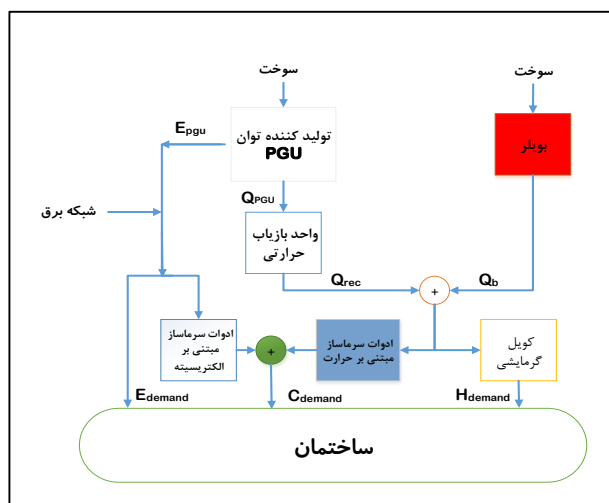 سوخت
سوخت
Epgu
تولید کننده توان
PGU
بویلر
شبکه برق
QPGU
واحد بازیاب
حرارتی
Qrec
Qb
+
ادوات سرماساز
مبتنی بر
الکتریسیته
+
ادوات سرماساز
مبتنی بر حرارت
کویل
گرمایشی
Edemand
Cdemand
Hdemand
ساختمان